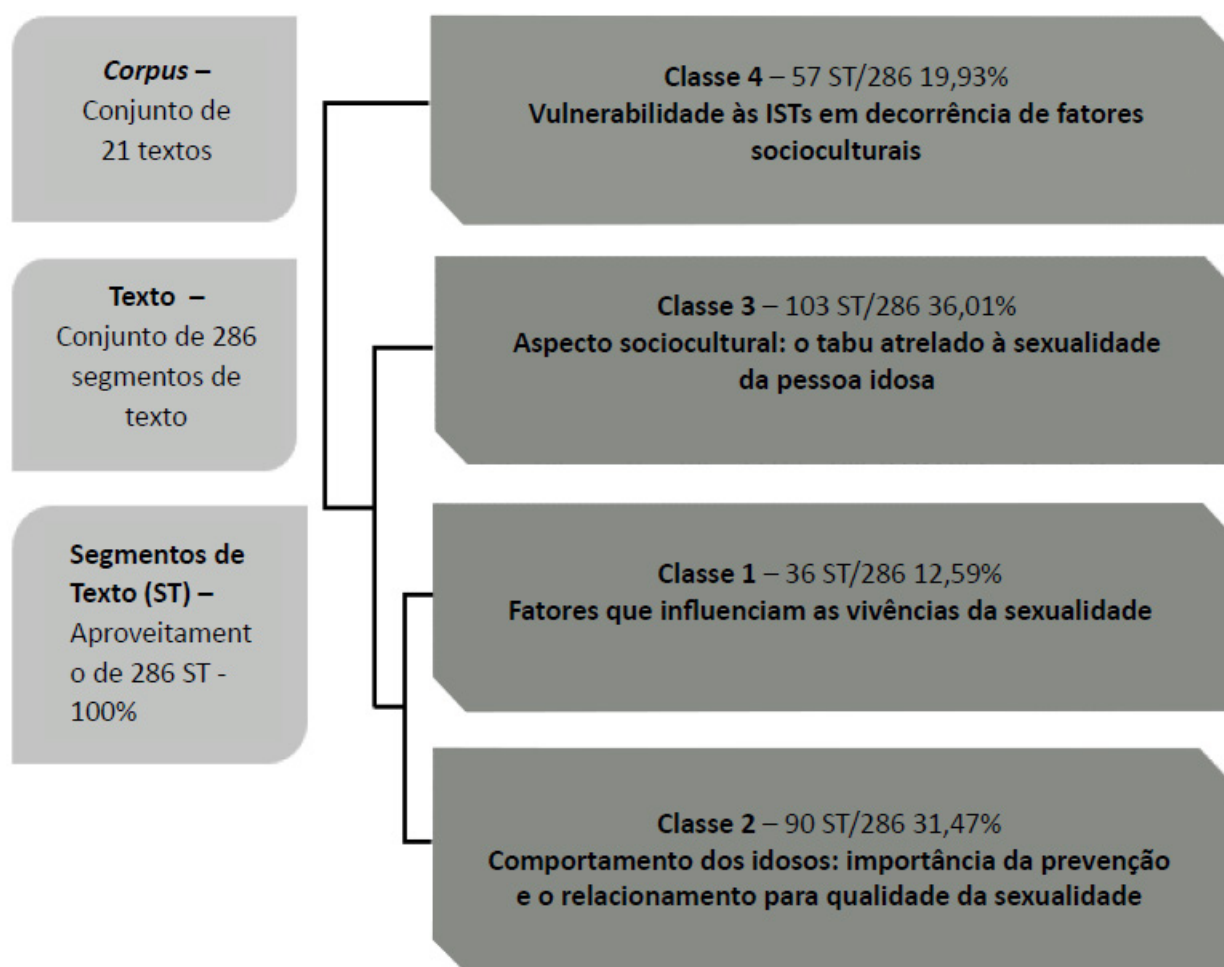 Corpus –
Conjunto de
21 textos
Texto –
Conjunto de 286
segmentos de
texto
Segmentos de
Texto (ST) –
Aproveitament
o de 286 ST -
100%
Classe 4 – 57 ST/286 19,93%
Vulnerabilidade às ISTs em decorrência de fatores
socioculturais
Classe 3 – 103 ST/286 36,01%
Aspecto sociocultural: o tabu atrelado à sexualidade
da pessoa idosa
Classe 1 – 36 ST/286 12,59%
Fatores que influenciam as vivências da sexualidade
Classe 2 – 90 ST/286 31,47%
Comportamento dos idosos: importância da prevenção
e o relacionamento para qualidade da sexualidade